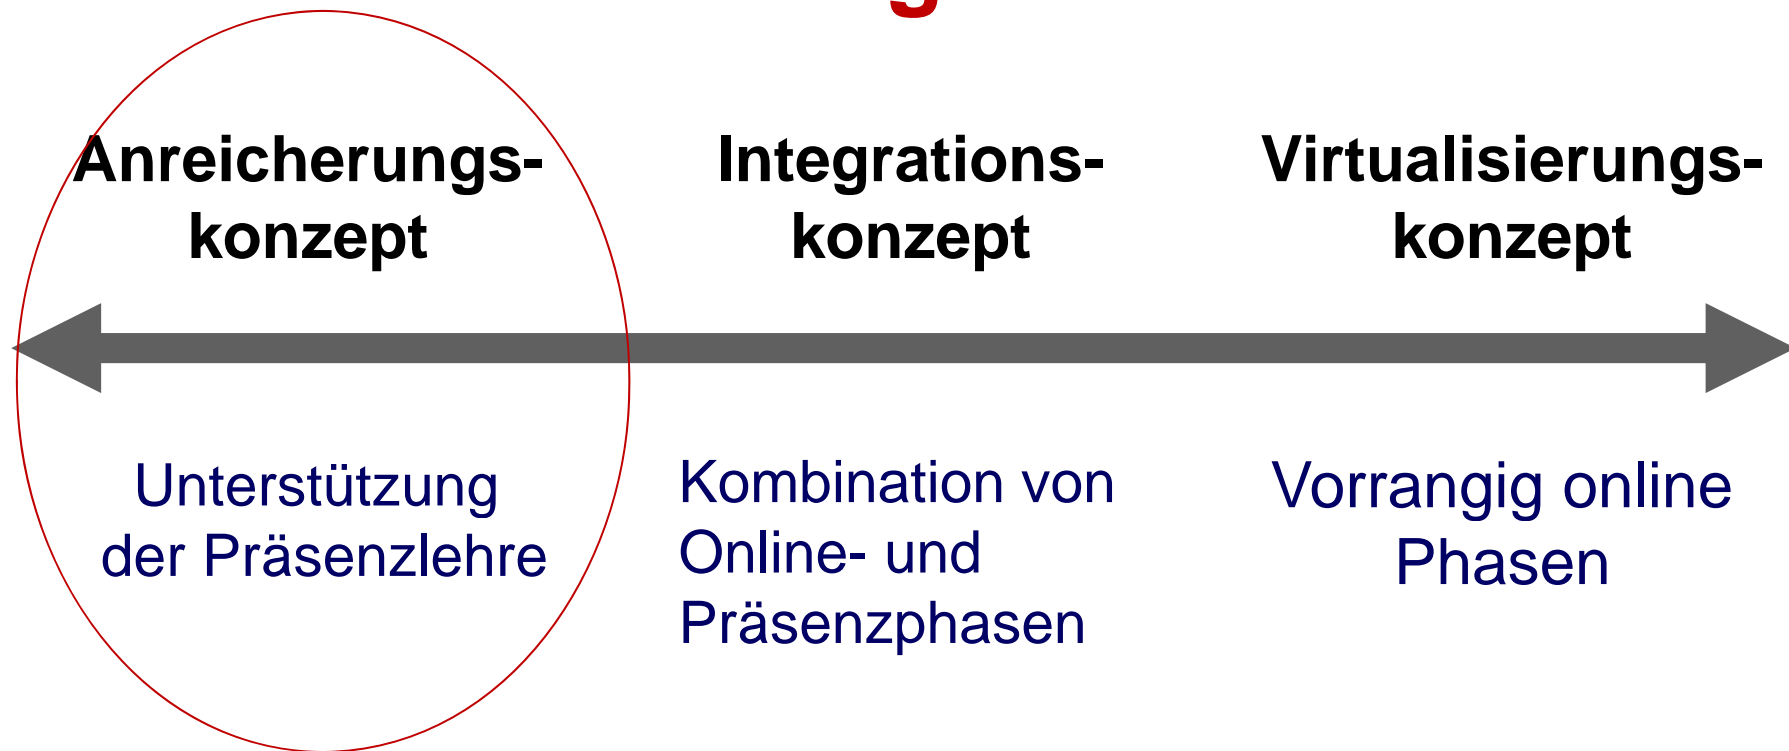 Anreicherungs-
konzept
Integrations-
konzept
Virtualisierungs-
konzept
Unterstützung
der Präsenzlehre
Kombination von
Online- und
Präsenzphasen
Vorrangig online
Phasen